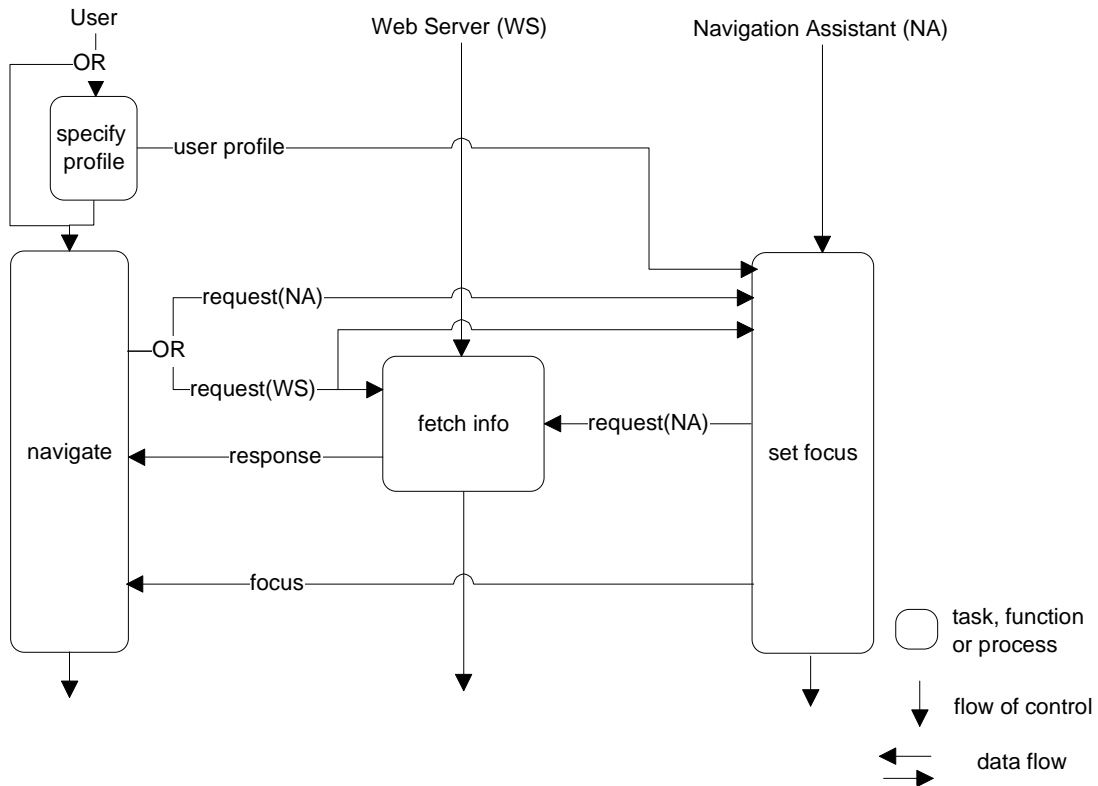 User
Web Server (WS)
Navigation Assistant (NA)
OR
specify
profile
user profile
request(NA)
OR
request(WS)
fetch info
request(NA)
navigate
response
set focus
focus
task, function
or process
flow of control
data flow